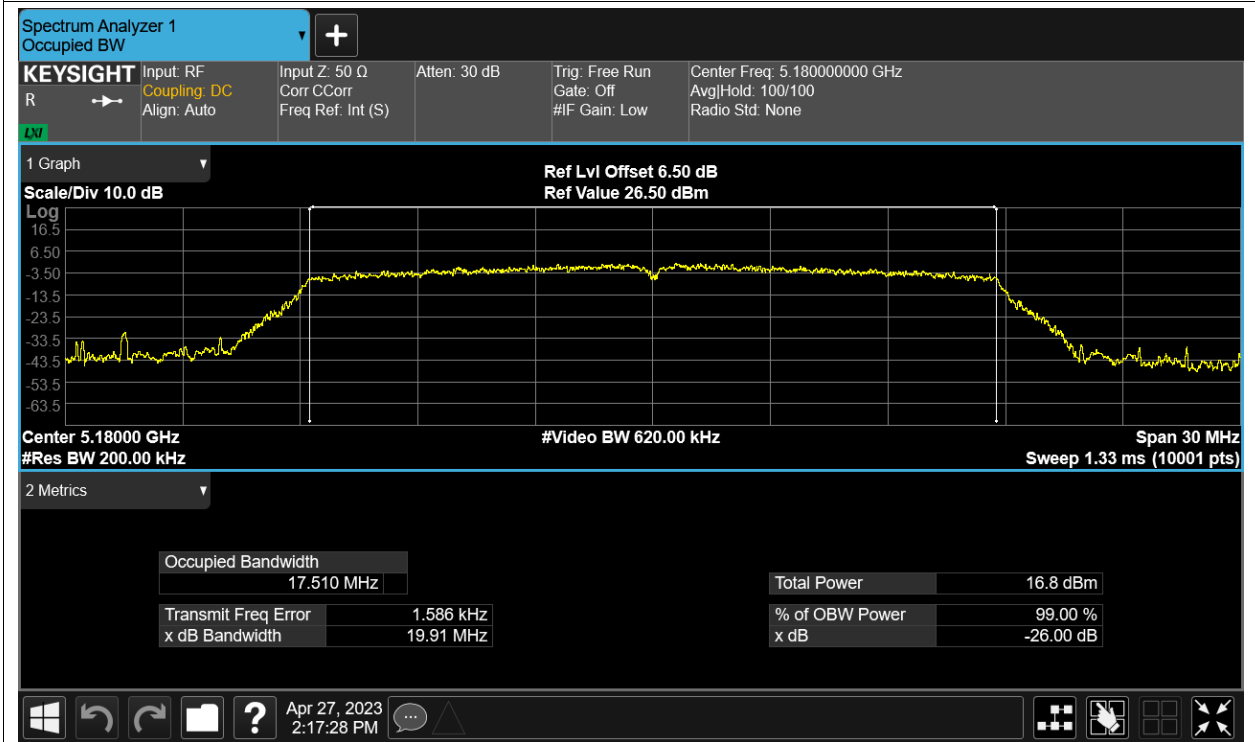 Spectrum Analyzer 1
Occupied BW
KEYSIGHT
R
LXI
Input: RF
Coupling: DC
Align: Auto
Input Z: 50 Ω
Corr CCorr
Freq Ref: Int (S)
Atten: 30 dB
Trig: Free Run
Gate: Off
#IF Gain: Low
Center Freq: 5.180000000 GHz
Avg|Hold: 100/100
Radio Std: None
1 Graph
Scale/Div 10.0 dB
Ref Lvl Offset 6.50 dB
Ref Value 26.50 dBm
Log
16.5
6.50
-3.50
-13.5
-23.5
-33.5
-43.5
-53.5
-63.5
Center 5.18000 GHz
#Video BW 620.00 kHz
Span 30 MHz
#Res BW 200.00 kHz
Sweep 1.33 ms (10001 pts)
2 Metrics
Occupied Bandwidth
17.510 MHz
Transmit Freq Error 1.586 kHz
x dB Bandwidth 19.91 MHz
Total Power 16.8 dBm
% of OBW Power 99.00 %
x dB -26.00 dB
?
Apr 27, 2023
2:17:28 PM